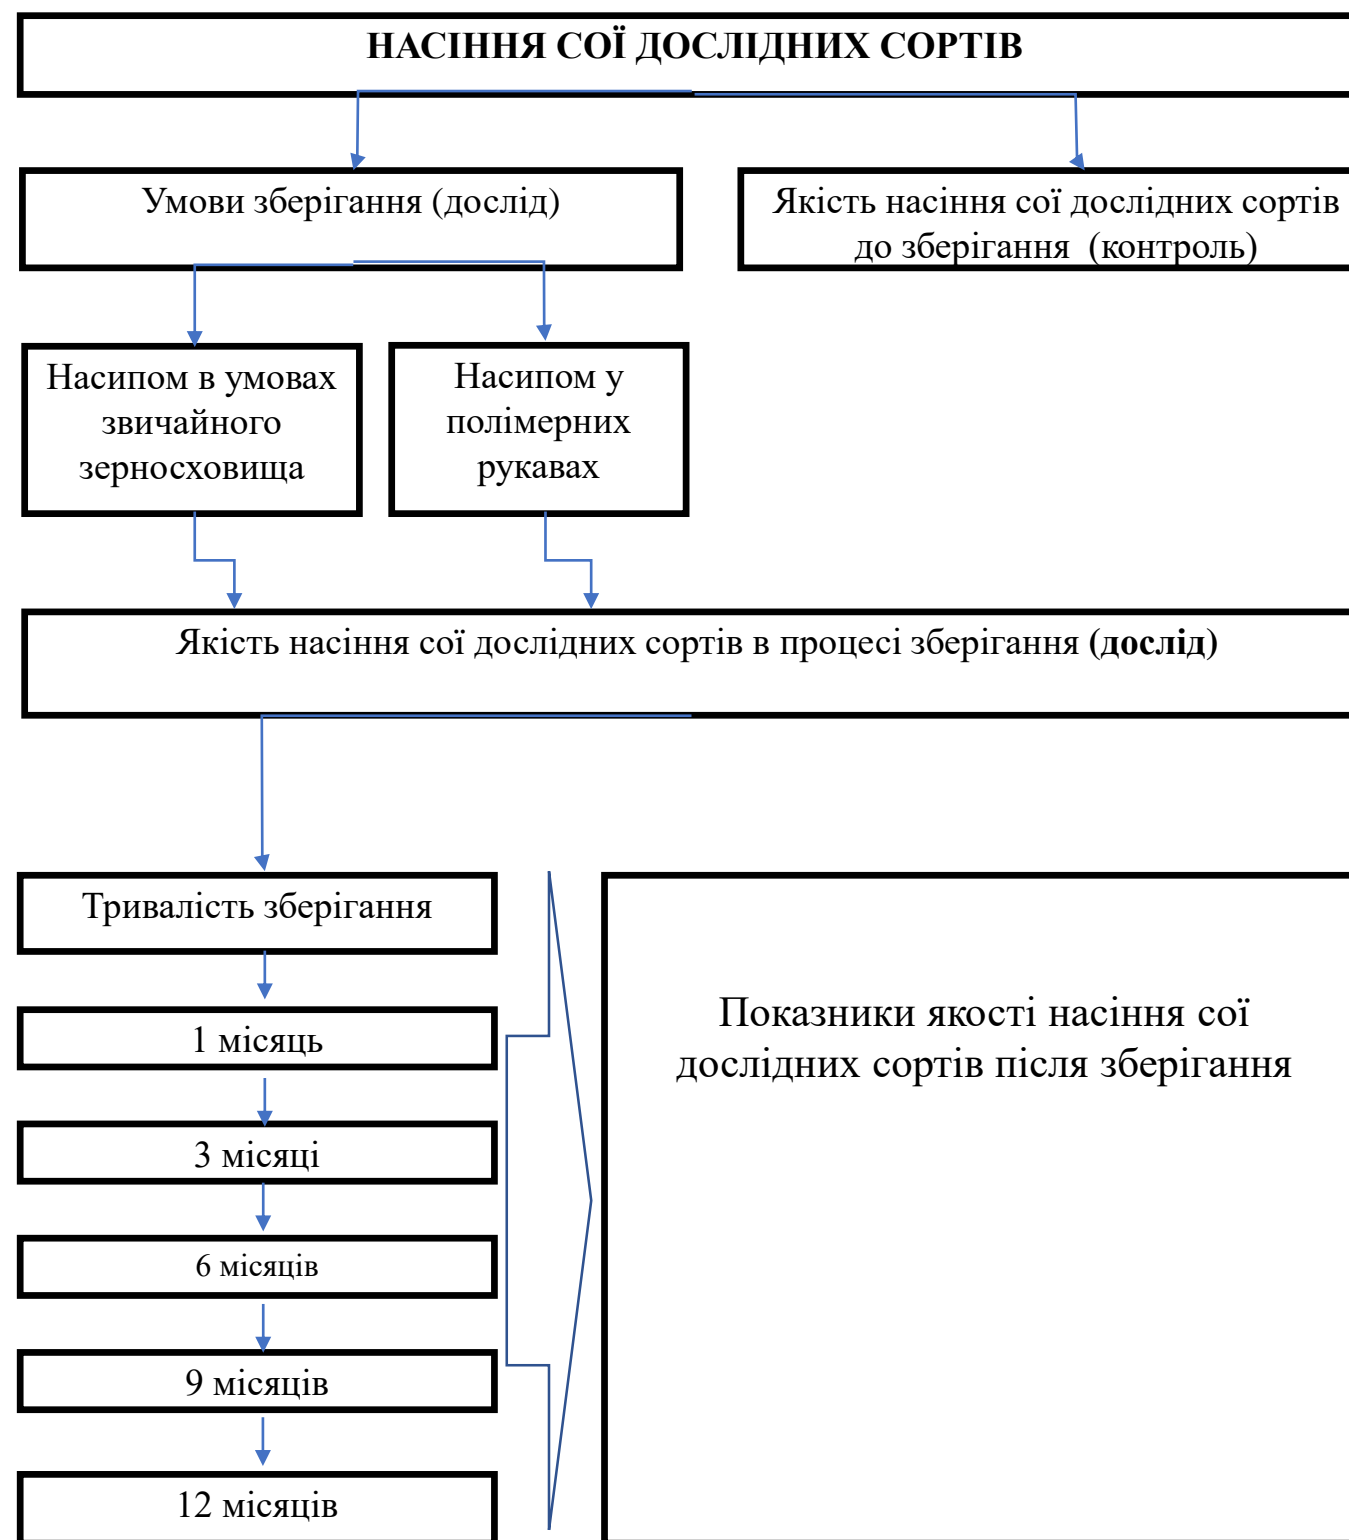 НАСІННЯ СОЇ ДОСЛІДНИХ СОРТІВ
Умови зберігання (дослід)
Якість насіння сої дослідних сортів
до зберігання (контроль)
Насипом в умовах
звичайного
зерносховища
Насипом у
полімерних
рукавах
Якість насіння сої дослідних сортів в процесі зберігання (дослід)
Тривалість зберігання
1 місяць
3 місяці
6 місяців
9 місяців
12 місяців
Показники якості насіння сої
дослідних сортів після зберігання